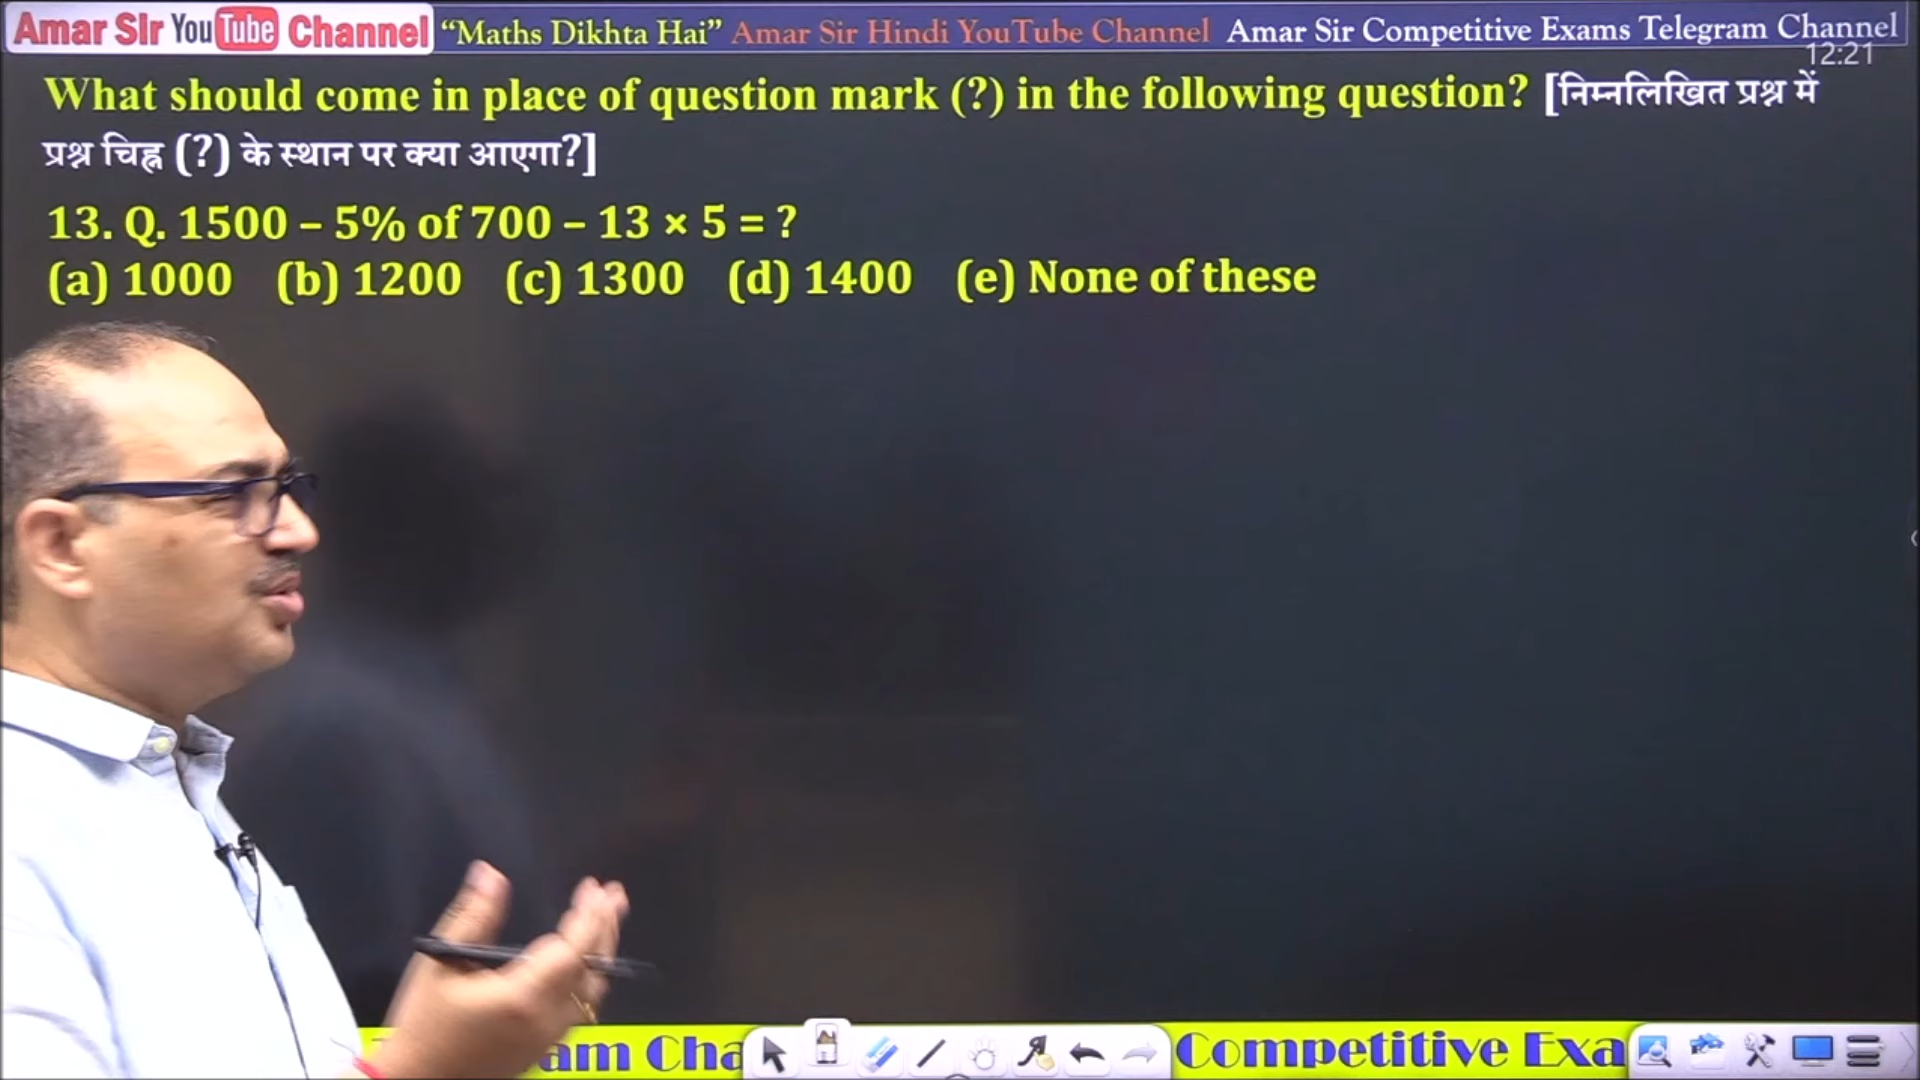 Amar Sir YouTube Channel "Maths Dikhta Hai" Amar Sir Hindi YouTube Channel Amar Sir Competitive Exams Telegram Channel
12:21
What should come in place of question mark (?) in the following question? [निम्नलिखित प्रश्न में
प्रश्न चिह्न (?) के स्थान पर क्या आएगा?]
13. Q. 1500 – 5% of 700 – 13 × 5 = ?
(a) 1000 (b) 1200 (c) 1300 (d) 1400 (e) None of these
am Cha Competitive Exa